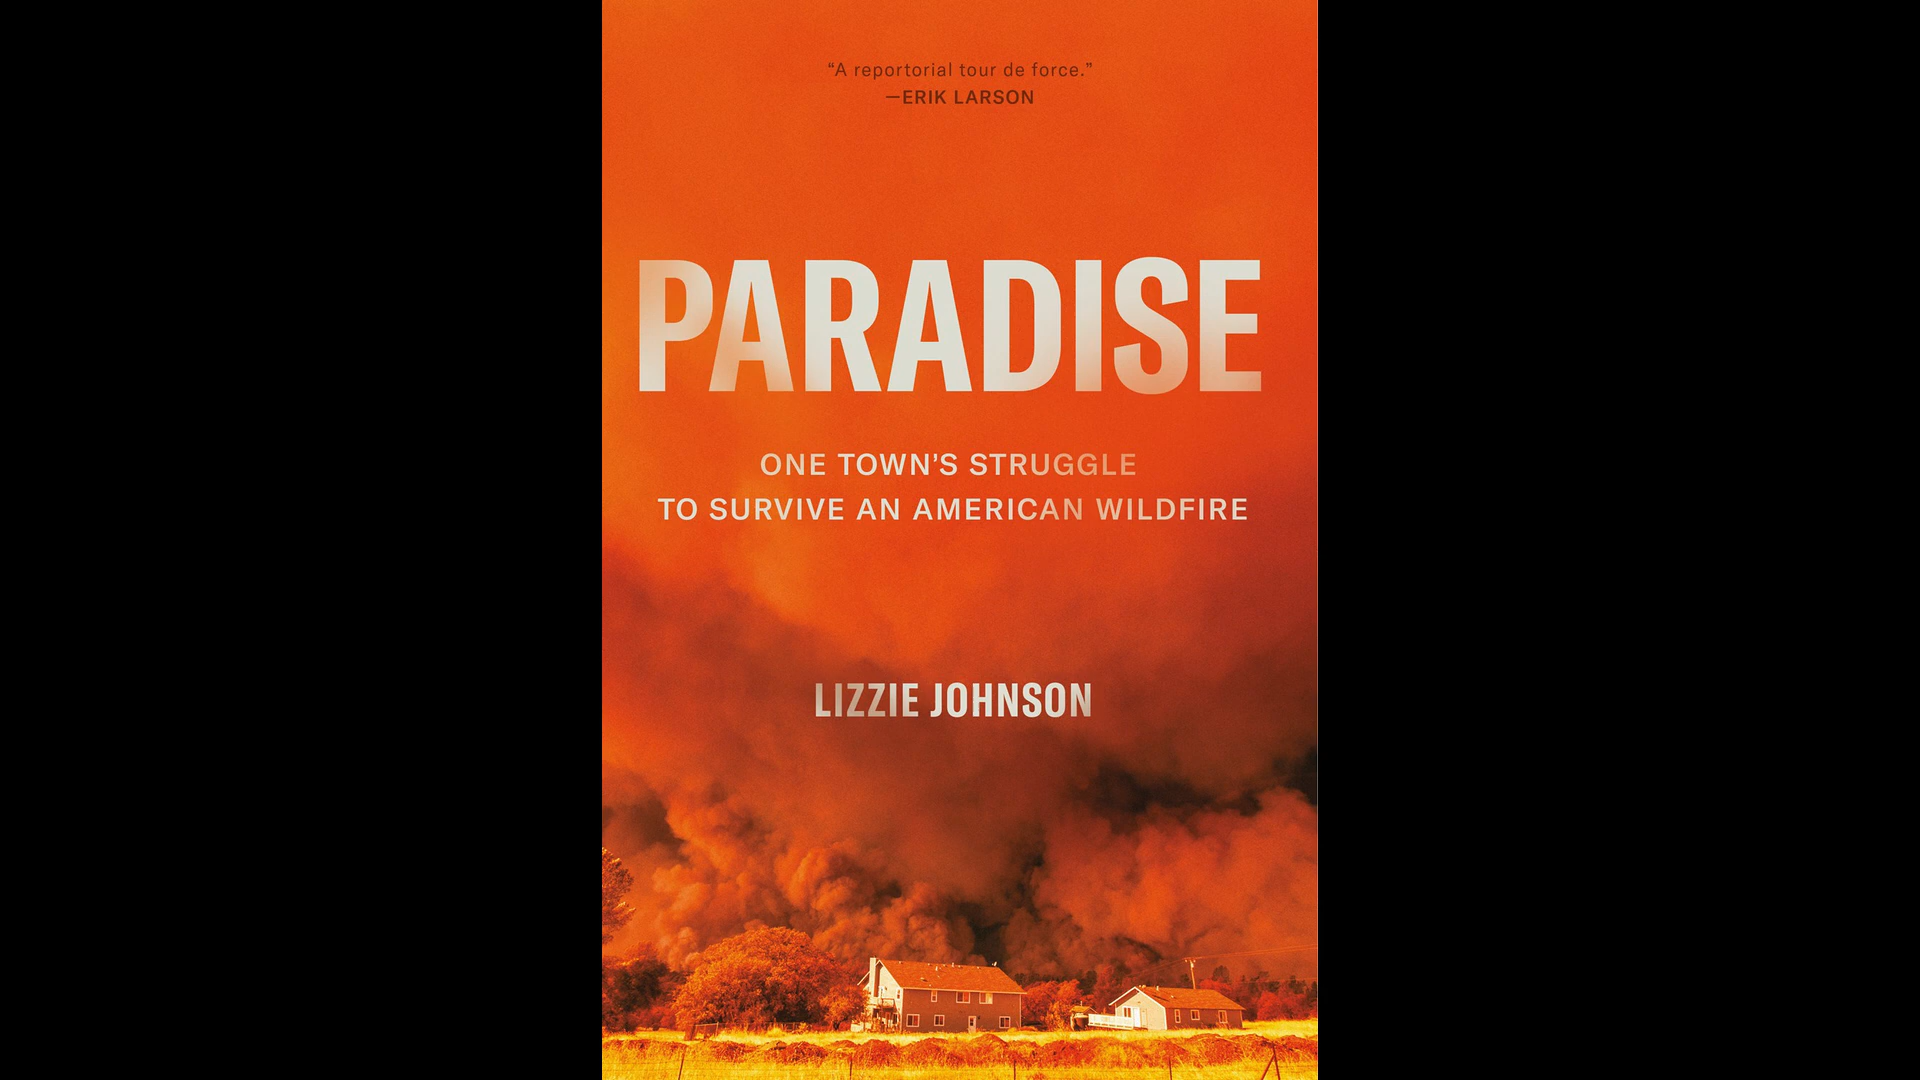 “A reportorial tour de force.”
—ERIK LARSON
PARADISE
ONE TOWN’S STRUGGLE
TO SURVIVE AN AMERICAN WILDFIRE
LIZZIE JOHNSON